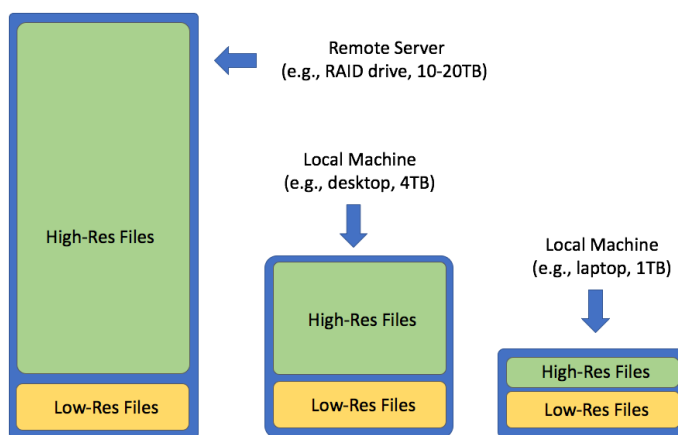 Remote Server
(e.g., RAID drive, 10-20TB)
High-Res Files
Low-Res Files
Local Machine
(e.g., desktop, 4TB)
High-Res Files
Low-Res Files
Local Machine
(e.g., laptop, 1TB)
High-Res Files
Low-Res Files